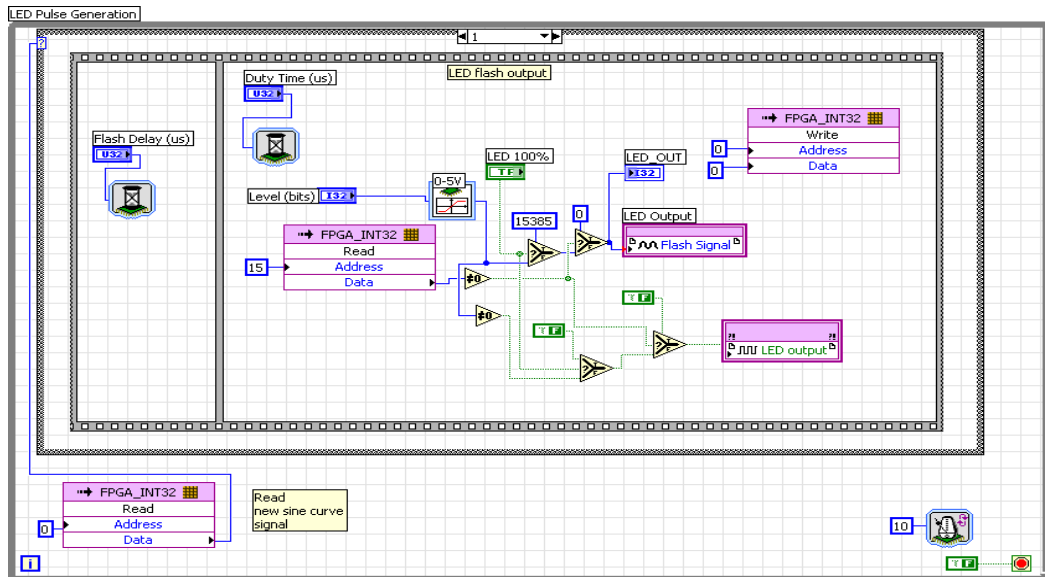 LED Pulse Generation
1
LED flash output
Duty Time (us)
U32
Flash Delay (us)
U32
FPGA_INT32
Write
Address
Data
0
0
LED 100%
TF
LED_OUT
I32
0-5V
Level (bits)
I32
15385
0
LED Output
Flash Signal
FPGA_INT32
Read
Address
Data
15
≠0
≠0
T F
T F
?!
?!
LED output
FPGA_INT32
Read
Address
Data
0
Read
new sine curve
signal
10
i
T F